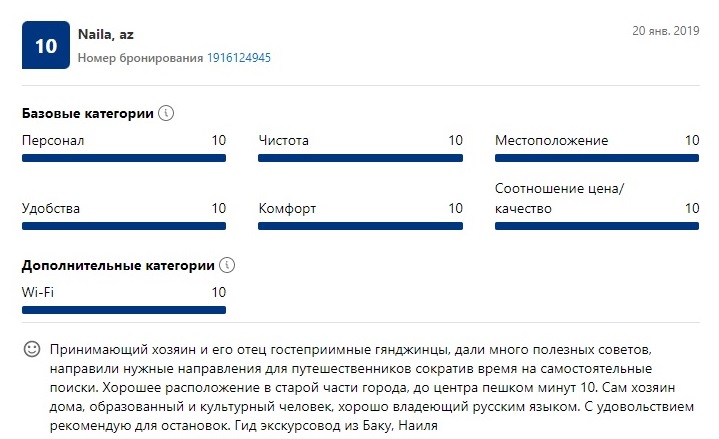 10
Naila, az
20 янв. 2019
Номер бронирования 1916124945
Базовые категории
Персонал 10
Чистота 10
Местоположение 10
Удобства 10
Комфорт 10
Соотношение цена/
качество 10
Дополнительные категории
Wi-Fi 10
Принимающий хозяин и его отец гостеприимные гянджинцы, дали много полезных советов,
направили нужные направления для путешественников сократив время на самостоятельные
поиски. Хорошее расположение в старой части города, до центра пешком минут 10. Сам хозяин
дома, образованный и культурный человек, хорошо владеющий русским языком. С удовольствием
рекомендую для остановок. Гид экскурсовод из Баку, Наиля